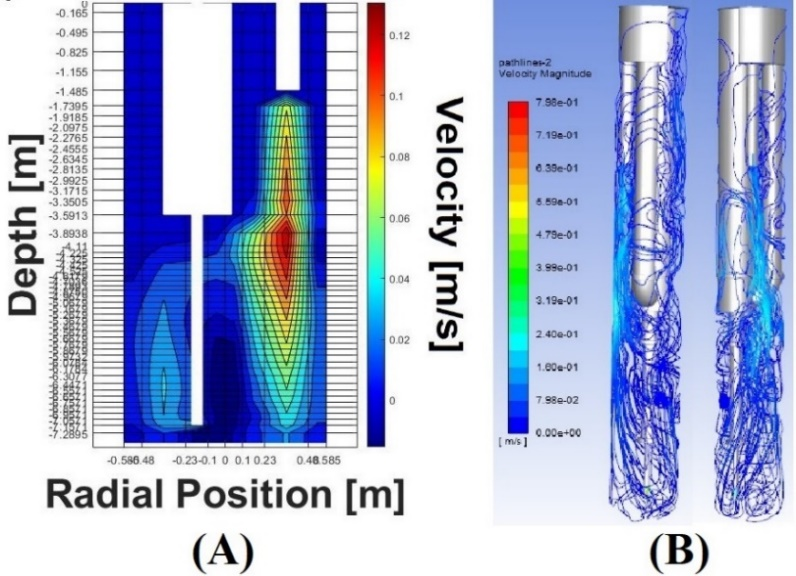 0
-0.165
-0.495
-0.825
-1.155
-1.485
-1.7395
-1.9185
-2.0975
-2.2765
-2.4555
-2.6345
-2.8135
-2.9925
-3.1715
-3.3505
-3.5913
-3.8938
-4.11
-7.2895
Depth [m]
-0.23
-0.1
0
0.1
0.23
Radial Position [m]
0.12
0.1
0.08
0.06
0.04
0.02
0
Velocity [m/s]
(A)
pathlines-2
Velocity Magnitude
7.98e-01
7.19e-01
6.39e-01
5.59e-01
4.79e-01
3.99e-01
3.19e-01
2.40e-01
1.60e-01
7.98e-02
0.00e+00
[ m/s ]
(B)